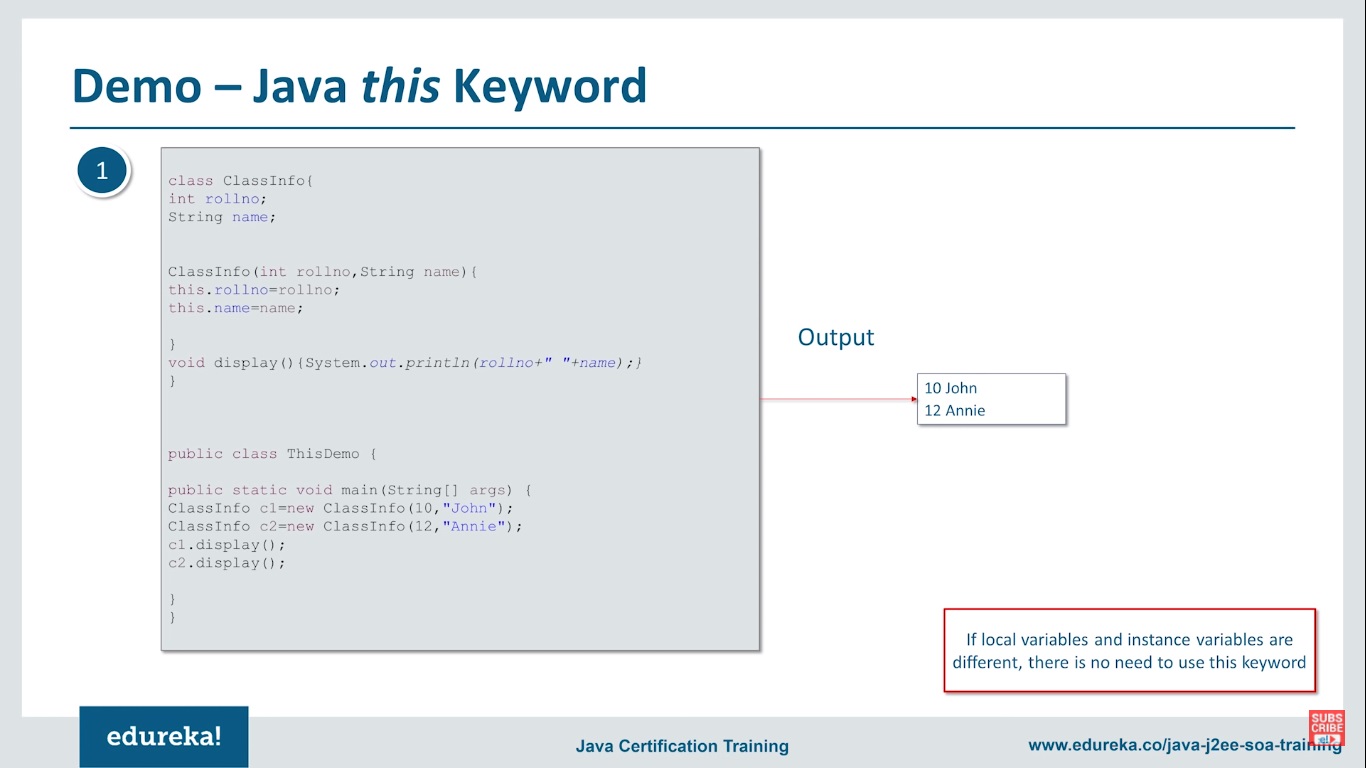 Demo – Java this Keyword
1
class ClassInfo{
int rollno;
String name;
ClassInfo(int rollno,String name){
this.rollno=rollno;
this.name=name;
}
void display(){System.out.println(rollno+" "+name);}
}
public class ThisDemo {
public static void main(String[] args) {
ClassInfo c1=new ClassInfo(10,"John");
ClassInfo c2=new ClassInfo(12,"Annie");
c1.display();
c2.display();
}
}
Output
10 John
12 Annie
If local variables and instance variables are
different, there is no need to use this keyword
edureka!
Java Certification Training
www.edureka.co/java-j2ee-soa-training
SUBS
CRIBE